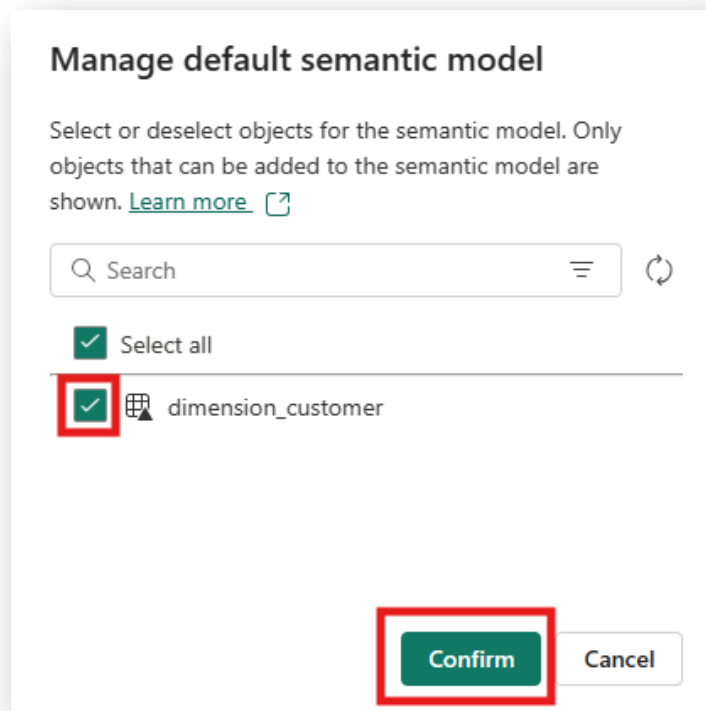 Manage default semantic model
Select or deselect objects for the semantic model. Only
objects that can be added to the semantic model are
shown. Learn more
Search
Select all
dimension_customer
Confirm Cancel